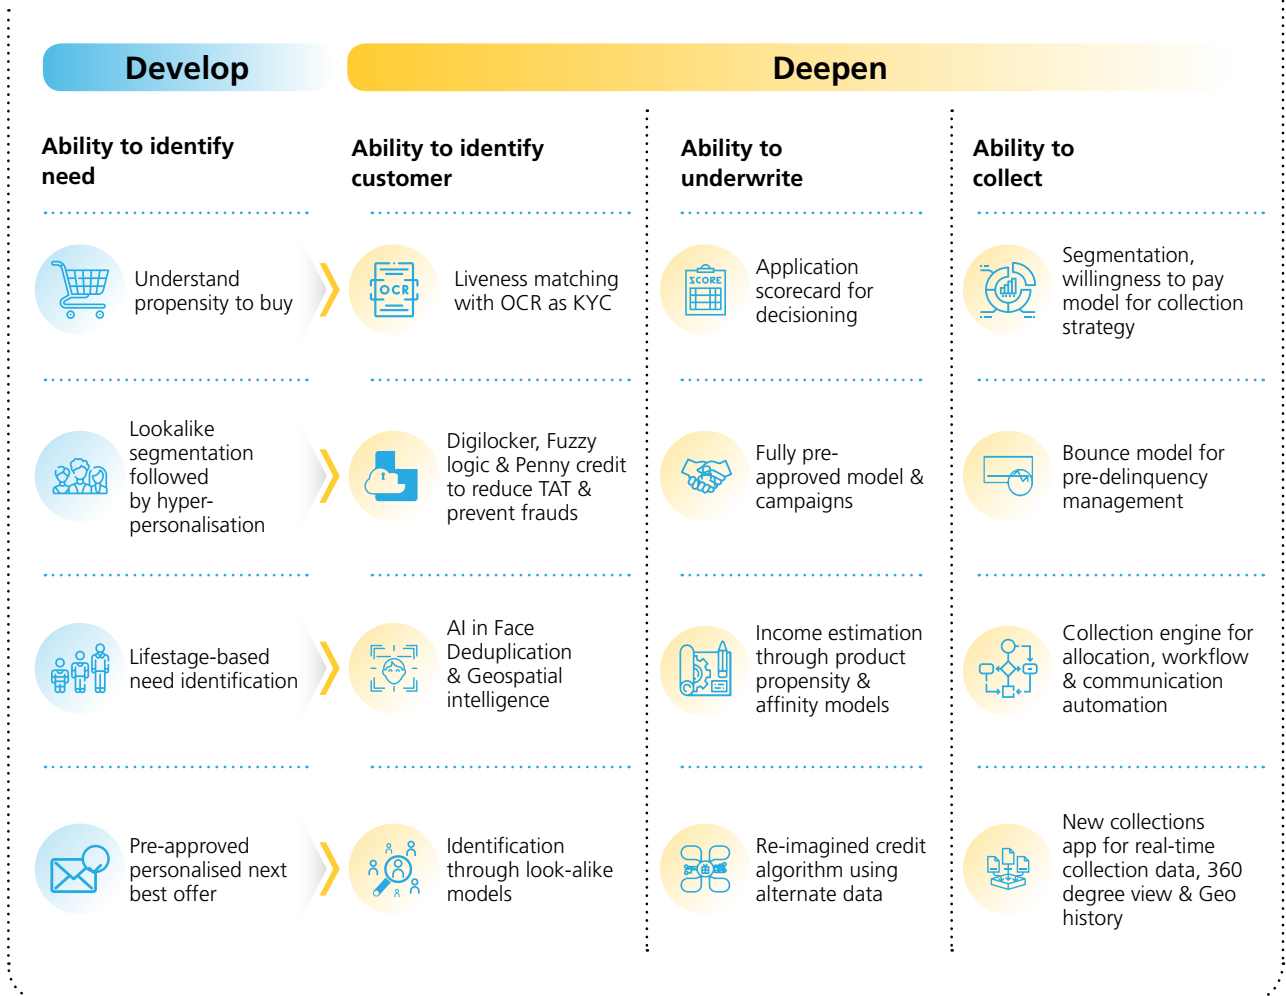 Develop
Deepen
Ability to identify
need
Ability to identify
customer
Ability to
underwrite
Ability to
collect
Understand
propensity to buy
OCR
Liveness matching
with OCR as KYC
SCORE
Application
scorecard for
decisioning
Segmentation,
willingness to pay
model for collection
strategy
Lookalike
segmentation
followed
by hyper-
personalisation
Digilocker, Fuzzy
logic & Penny credit
to reduce TAT &
prevent frauds
Fully pre-
approved model &
campaigns
Bounce model for
pre-delinquency
management
Lifestage-based
need identification
AI in Face
Deduplication
& Geospatial
intelligence
Income estimation
through product
propensity &
affinity models
Collection engine for
allocation, workflow
& communication
automation
Pre-approved
personalised next
best offer
Identification
through look-alike
models
Re-imagined credit
algorithm using
alternate data
New collections
app for real-time
collection data, 360
degree view & Geo
history